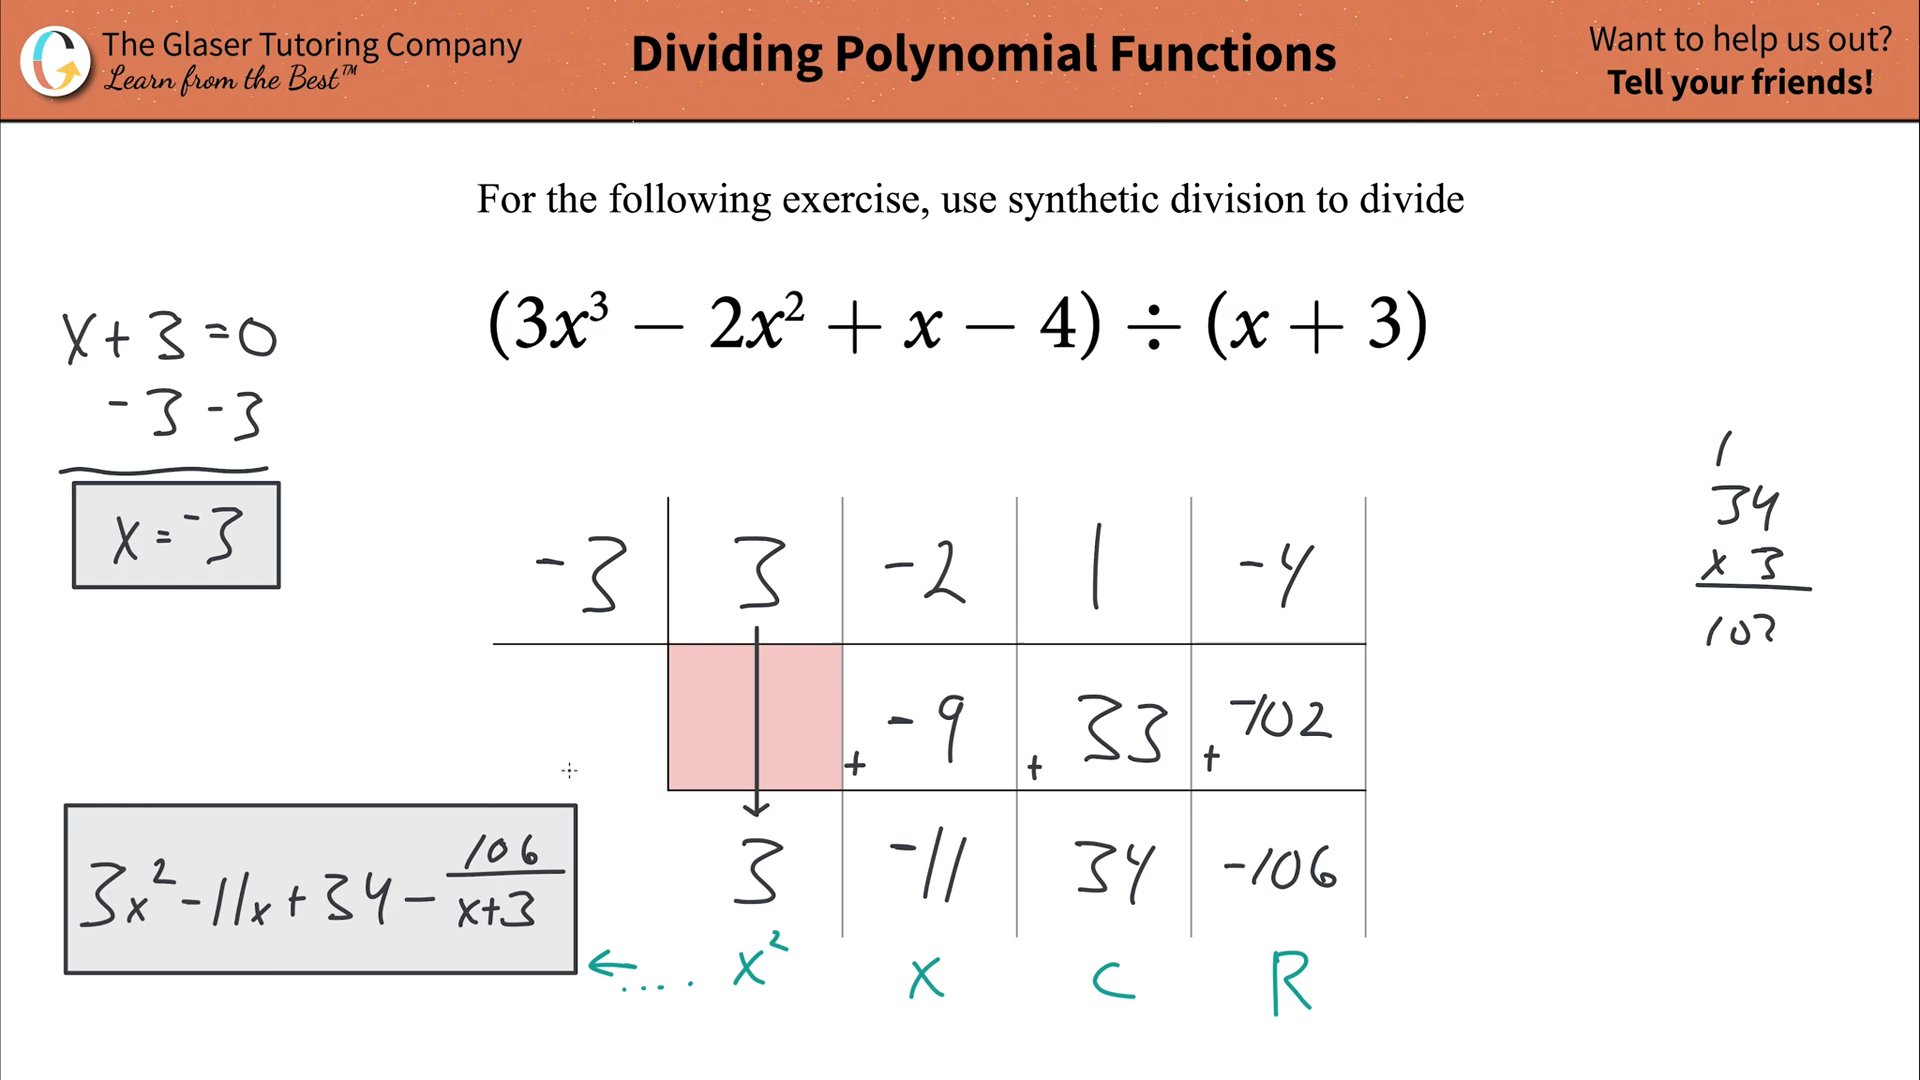 The Glaser Tutoring Company
Learn from the Best™
Dividing Polynomial Functions
Want to help us out?
Tell your friends!
For the following exercise, use synthetic division to divide
(3x³ − 2x² + x − 4) ÷ (x + 3)
x + 3 = 0
-3 -3
x = -3
1
34
x 3
102
-3 3 -2 1 -4
+ -9 + 33 + -102
3 -11 34 -106
x² x C R
3x² - 11x + 34 - 106/(x+3)